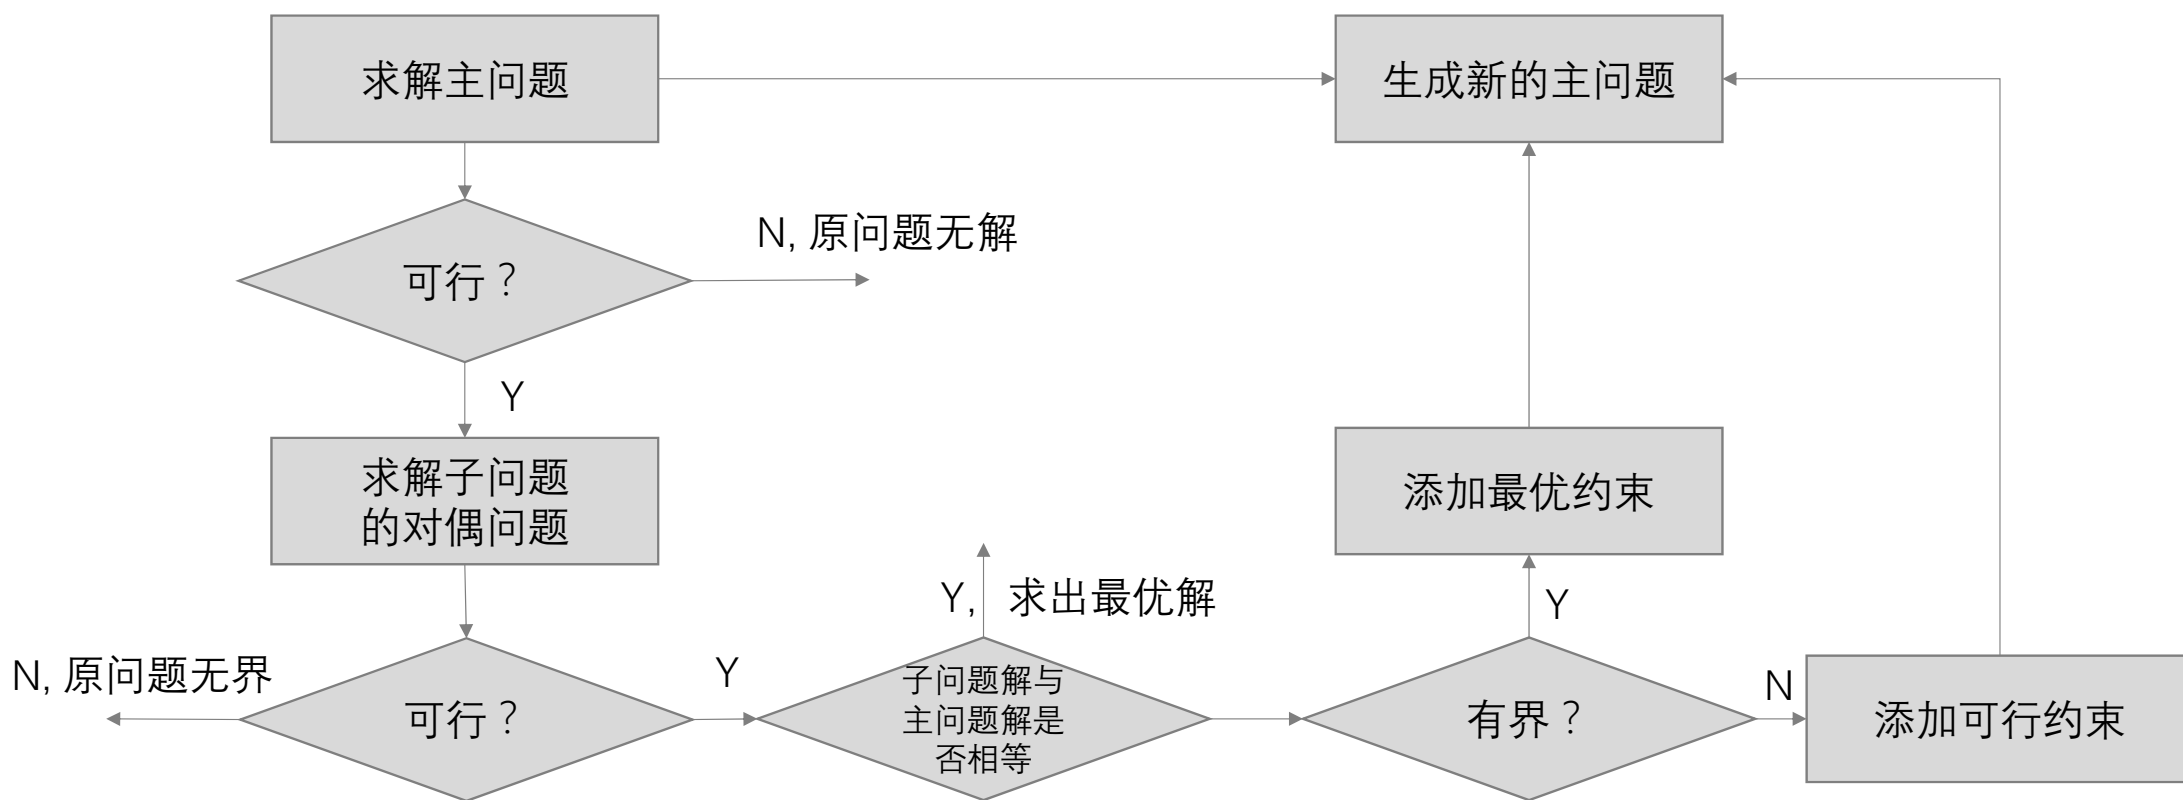 求解主问题
生成新的主问题
可行？
N, 原问题无解
Y
求解子问题
的对偶问题
添加最优约束
Y, 求出最优解
Y
N, 原问题无界
可行？
Y
子问题解与
主问题解是
否相等
有界？
N
添加可行约束